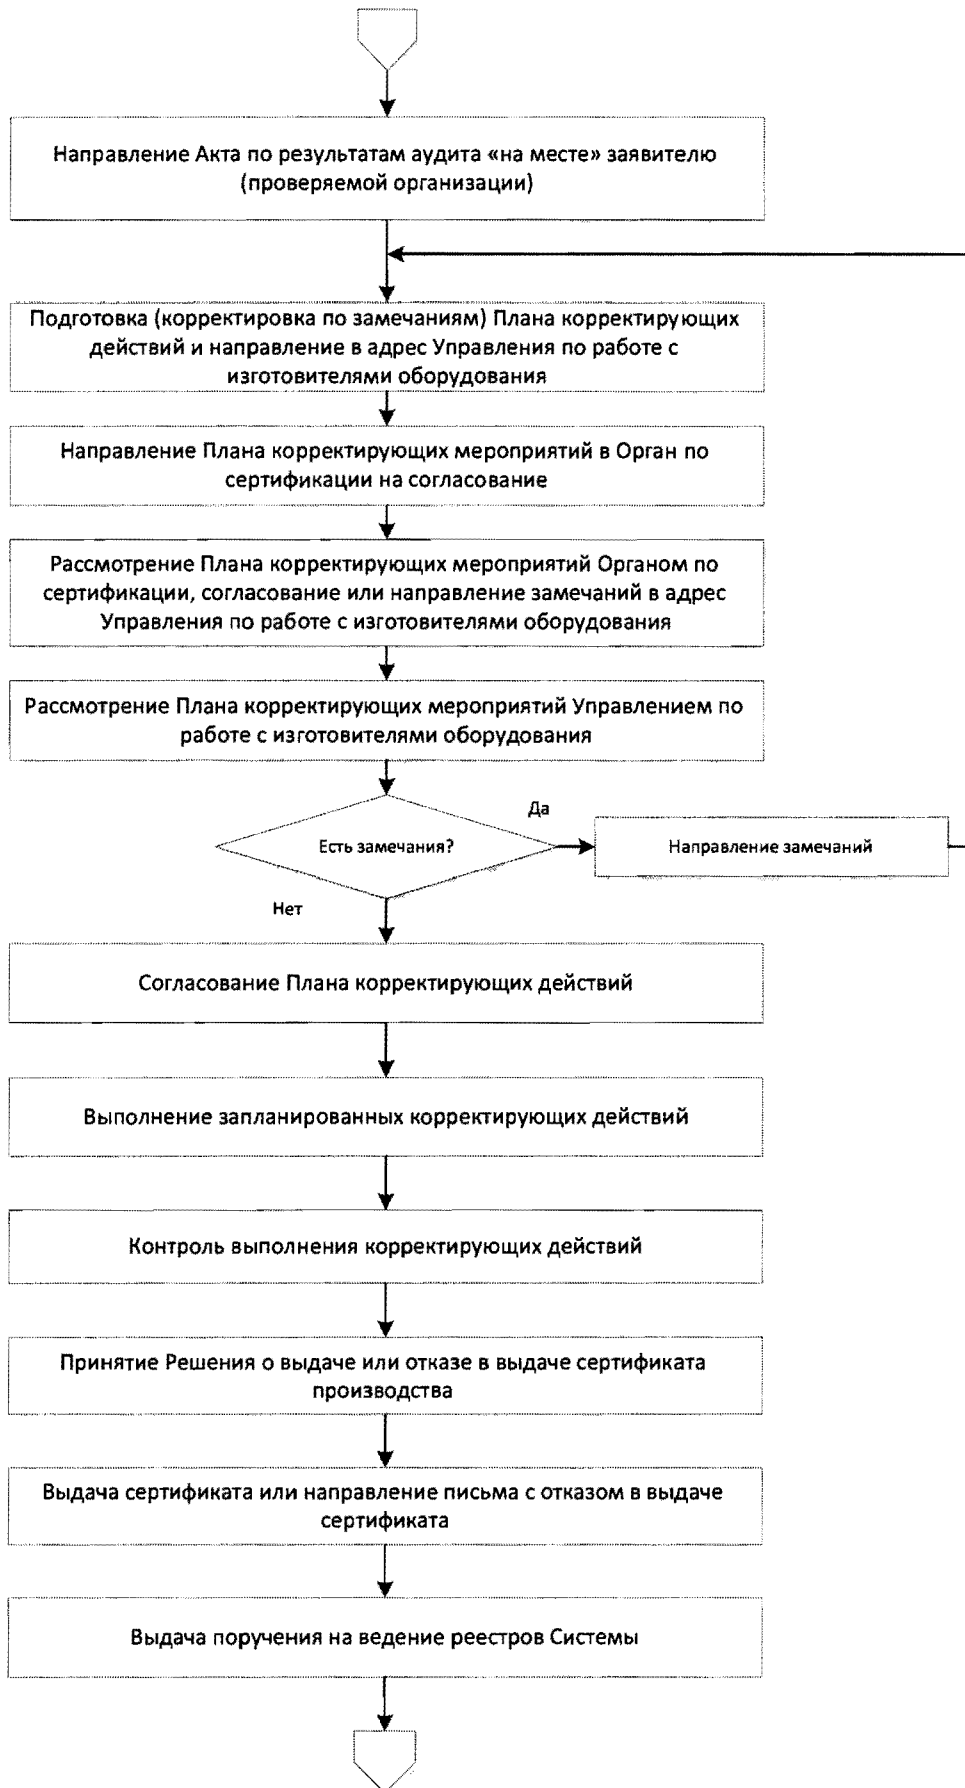 Направление Акта по результатам аудита «на месте» заявителю
(проверяемой организации)
Подготовка (корректировка по замечаниям) Плана корректирующих
действий и направление в адрес Управления по работе с
изготовителями оборудования
Направление Плана корректирующих мероприятий в Орган по
сертификации на согласование
Рассмотрение Плана корректирующих мероприятий Органом по
сертификации, согласование или направление замечаний в адрес
Управления по работе с изготовителями оборудования
Рассмотрение Плана корректирующих мероприятий Управлением по
работе с изготовителями оборудования
Да
Есть замечания?
Направление замечаний
Нет
Согласование Плана корректирующих действий
Выполнение запланированных корректирующих действий
Контроль выполнения корректирующих действий
Принятие Решения о выдаче или отказе в выдаче сертификата
производства
Выдача сертификата или направление письма с отказом в выдаче
сертификата
Выдача поручения на ведение реестров Системы